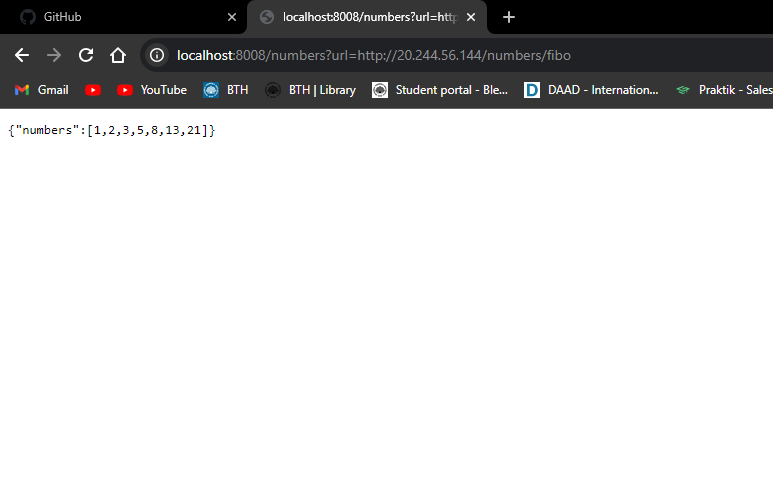 GitHub
localhost:8008/numbers?url=http
localhost:8008/numbers?url=http://20.244.56.144/numbers/fibo
Gmail YouTube BTH BTH | Library Student portal - Ble... DAAD - Internation... Praktik - Sales
{"numbers":[1,2,3,5,8,13,21]}